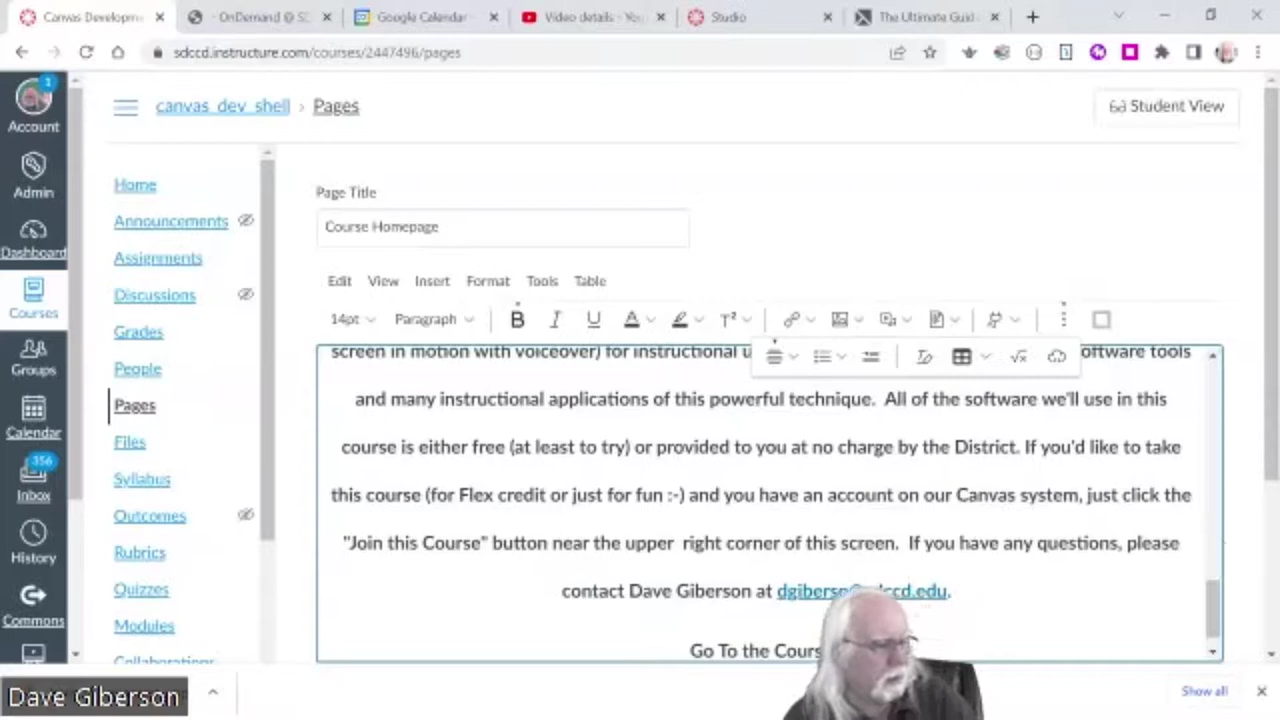 Canvas Developm
- OnDemand @ SD
Google Calendar
Video details - You
Studio
The Ultimate Guid
sdccd.instructure.com/courses/2447496/pages
1
Account
Admin
Dashboard
Courses
Groups
Calendar
356
Inbox
History
Commons
canvas_dev_shell › Pages
Student View
Home
Announcements
Assignments
Discussions
Grades
People
Pages
Files
Syllabus
Outcomes
Rubrics
Quizzes
Modules
Collaborations
Page Title
Course Homepage
Edit View Insert Format Tools Table
14pt Paragraph B I U A T²
screen in motion with voiceover) for instructional oftware tools
and many instructional applications of this powerful technique. All of the software we'll use in this
course is either free (at least to try) or provided to you at no charge by the District. If you'd like to take
this course (for Flex credit or just for fun :-) and you have an account on our Canvas system, just click the
"Join this Course" button near the upper right corner of this screen. If you have any questions, please
contact Dave Giberson at dgiberso ccd.edu.
Go To the Cours
Dave Giberson
Show all